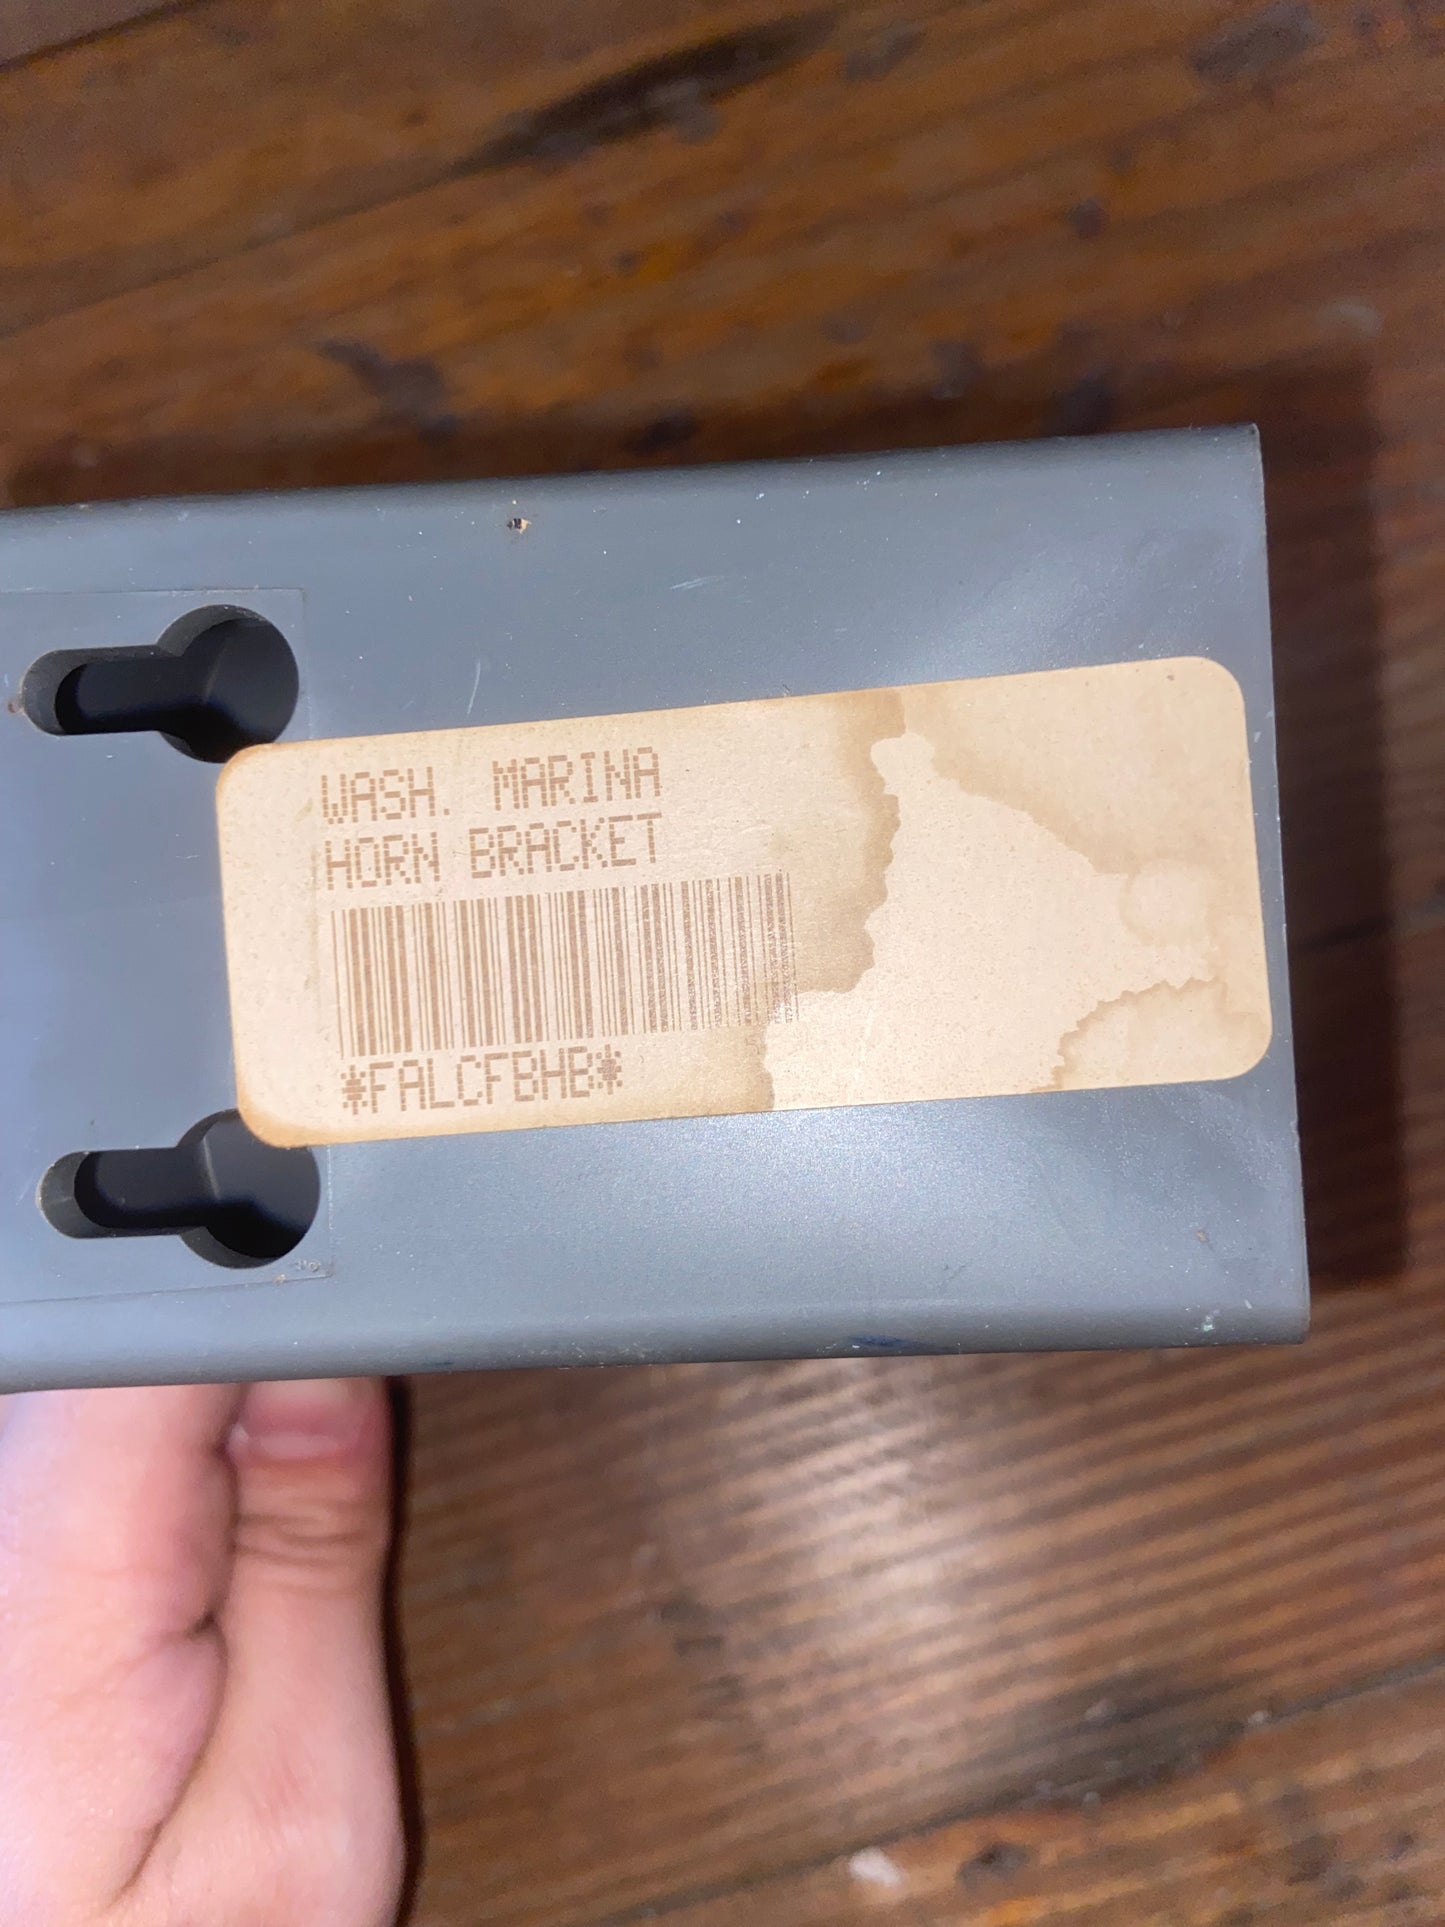 WASH. MARINA
HORN BRACKET
*FALCFBHB*